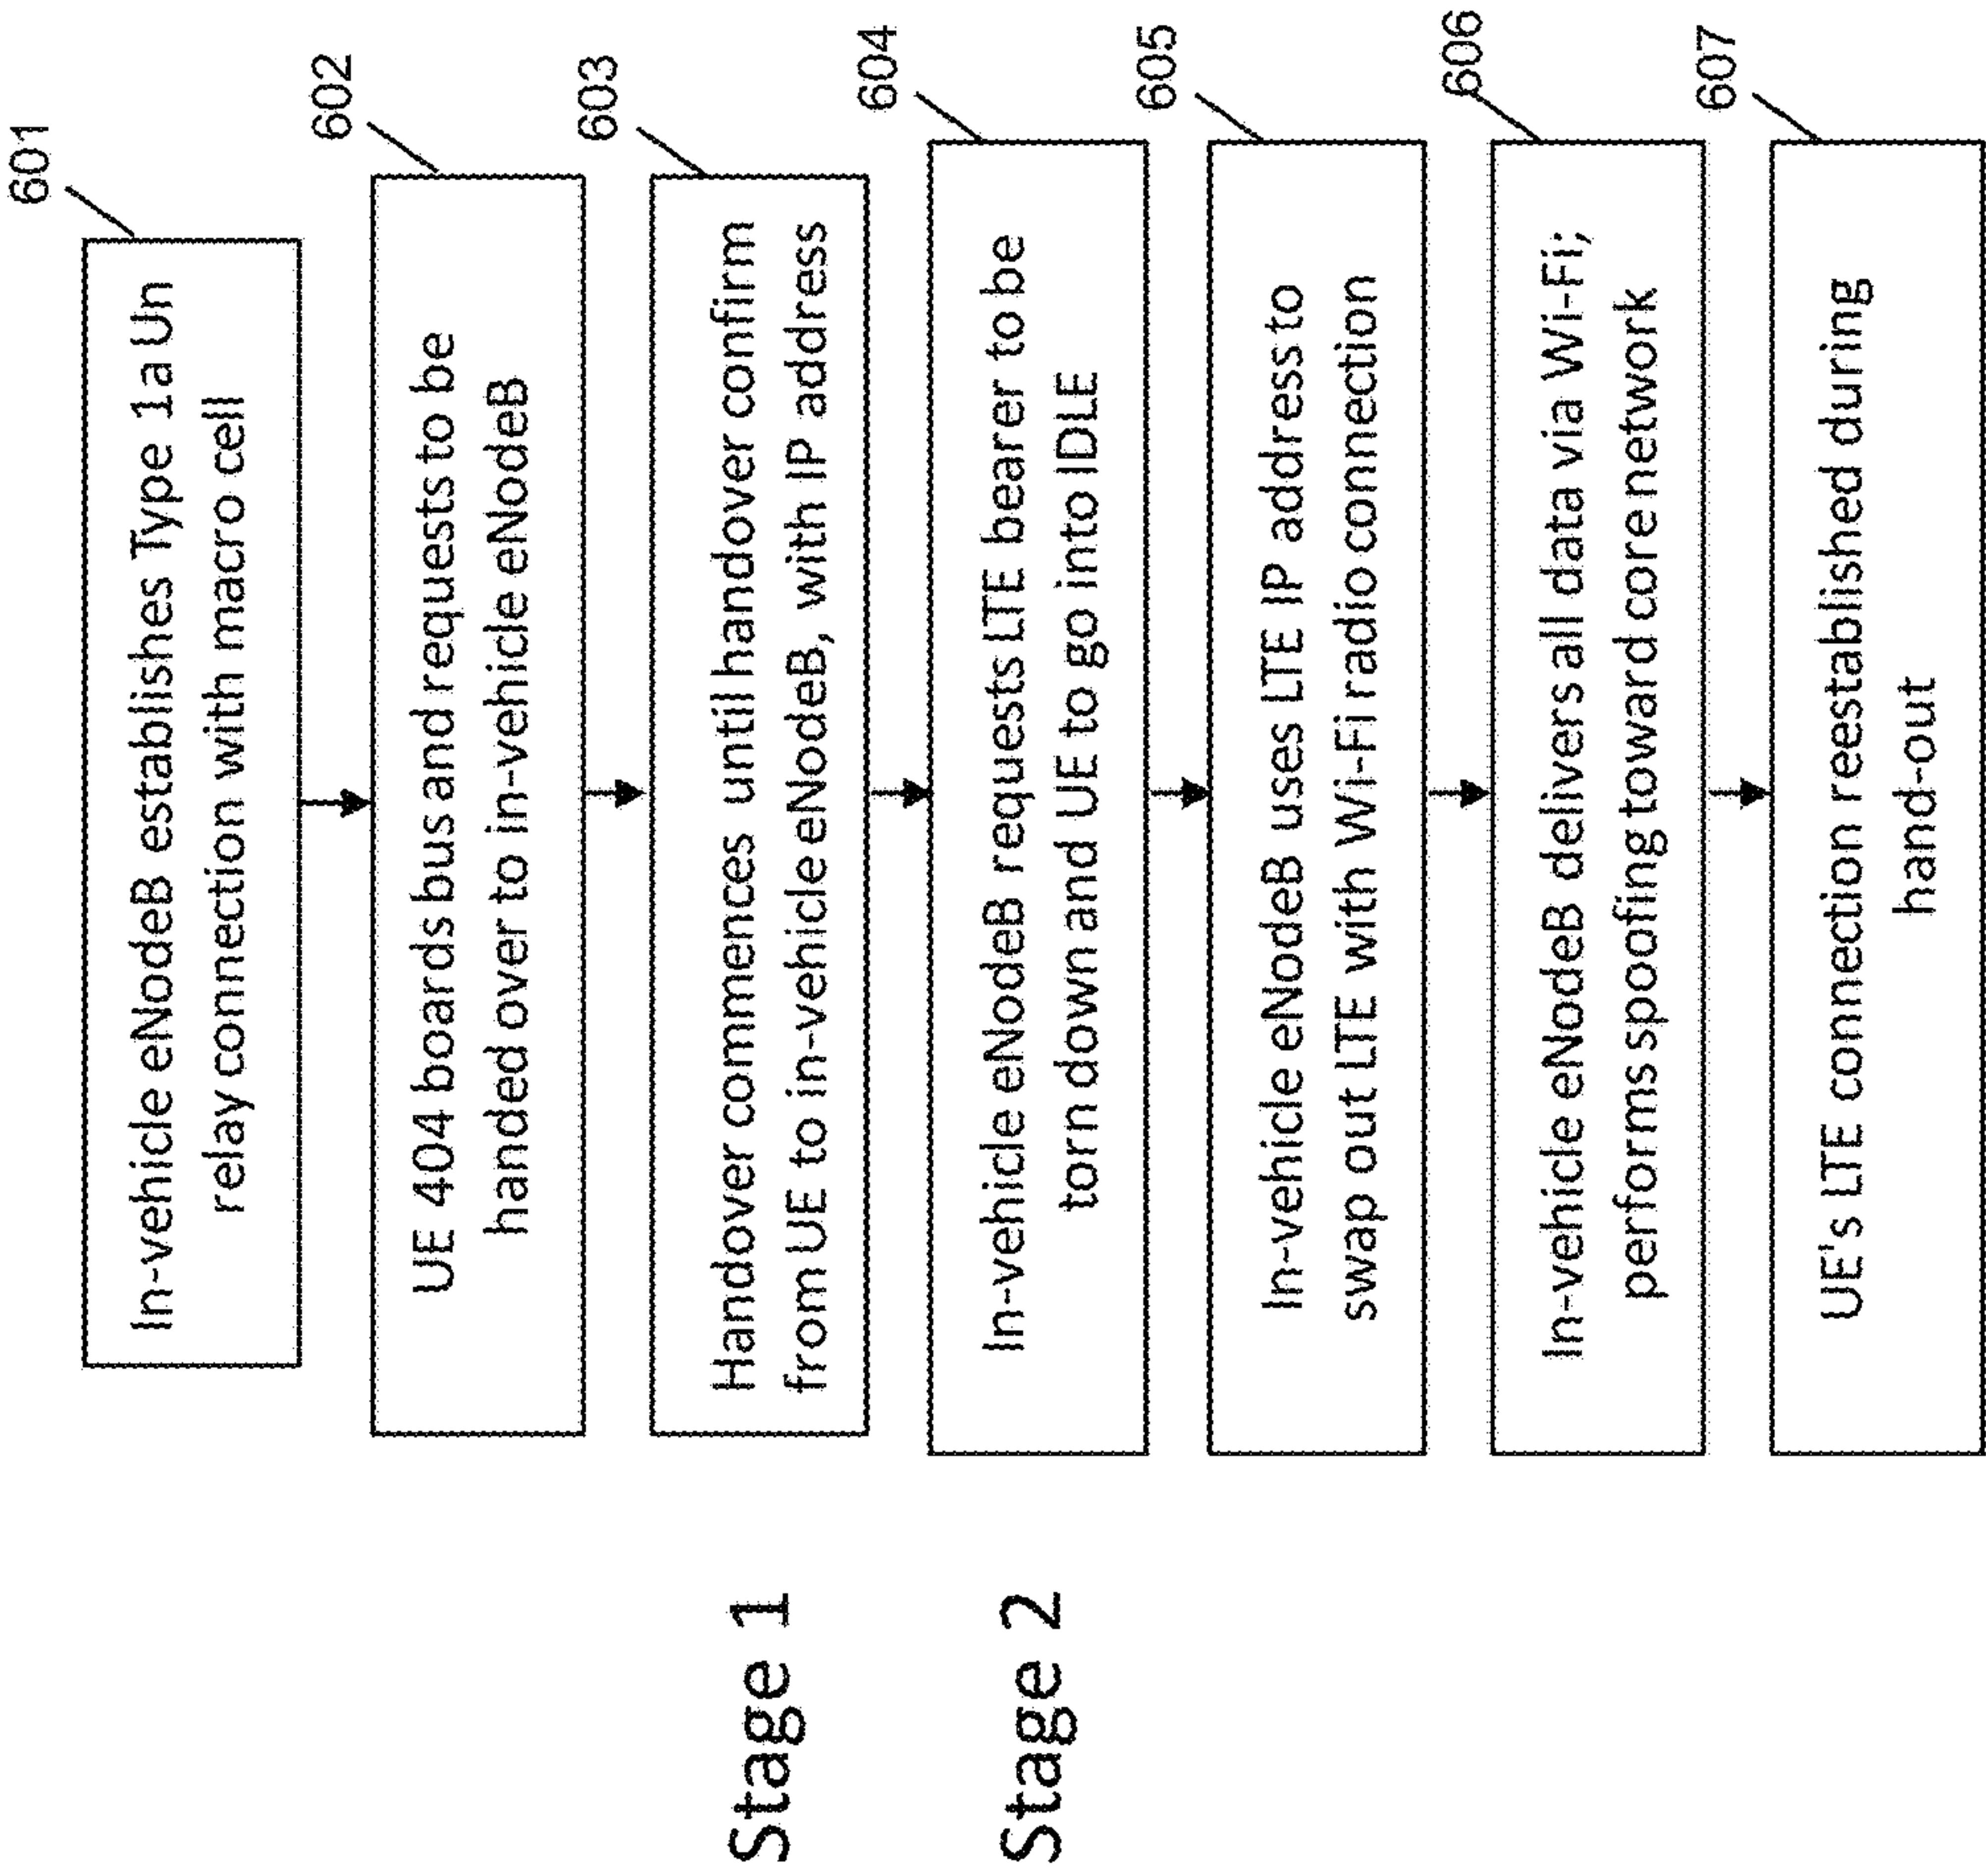 601
In-vehicle eNodeB establishes Type 1a Un
relay connection with macro cell
602
UE 404 boards bus and requests to be
handed over to in-vehicle eNodeB
603
Stage 1
Handover commences until handover confirm
from UE to in-vehicle eNodeB, with IP address
604
Stage 2
In-vehicle eNodeB requests LTE bearer to be
torn down and UE to go into IDLE
605
In-vehicle eNodeB uses LTE IP address to
swap out LTE with Wi-Fi radio connection
606
In-vehicle eNodeB delivers all data via Wi-Fi;
performs spoofing toward core network
607
UE's LTE connection reestablished during
hand-out